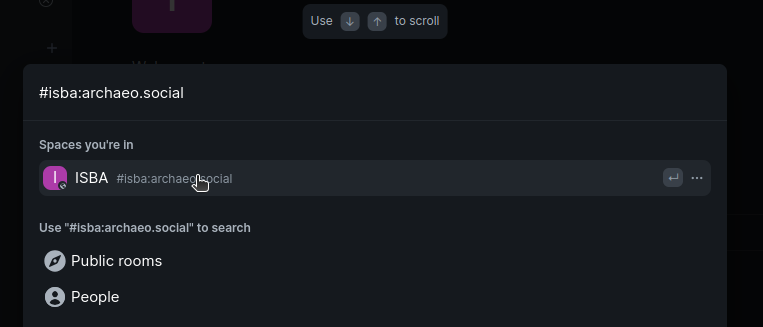 Use ↓ ↑ to scroll
#isba:archaeo.social
Spaces you're in
I ISBA #isba:archaeo.social
Use "#isba:archaeo.social" to search
Public rooms
People